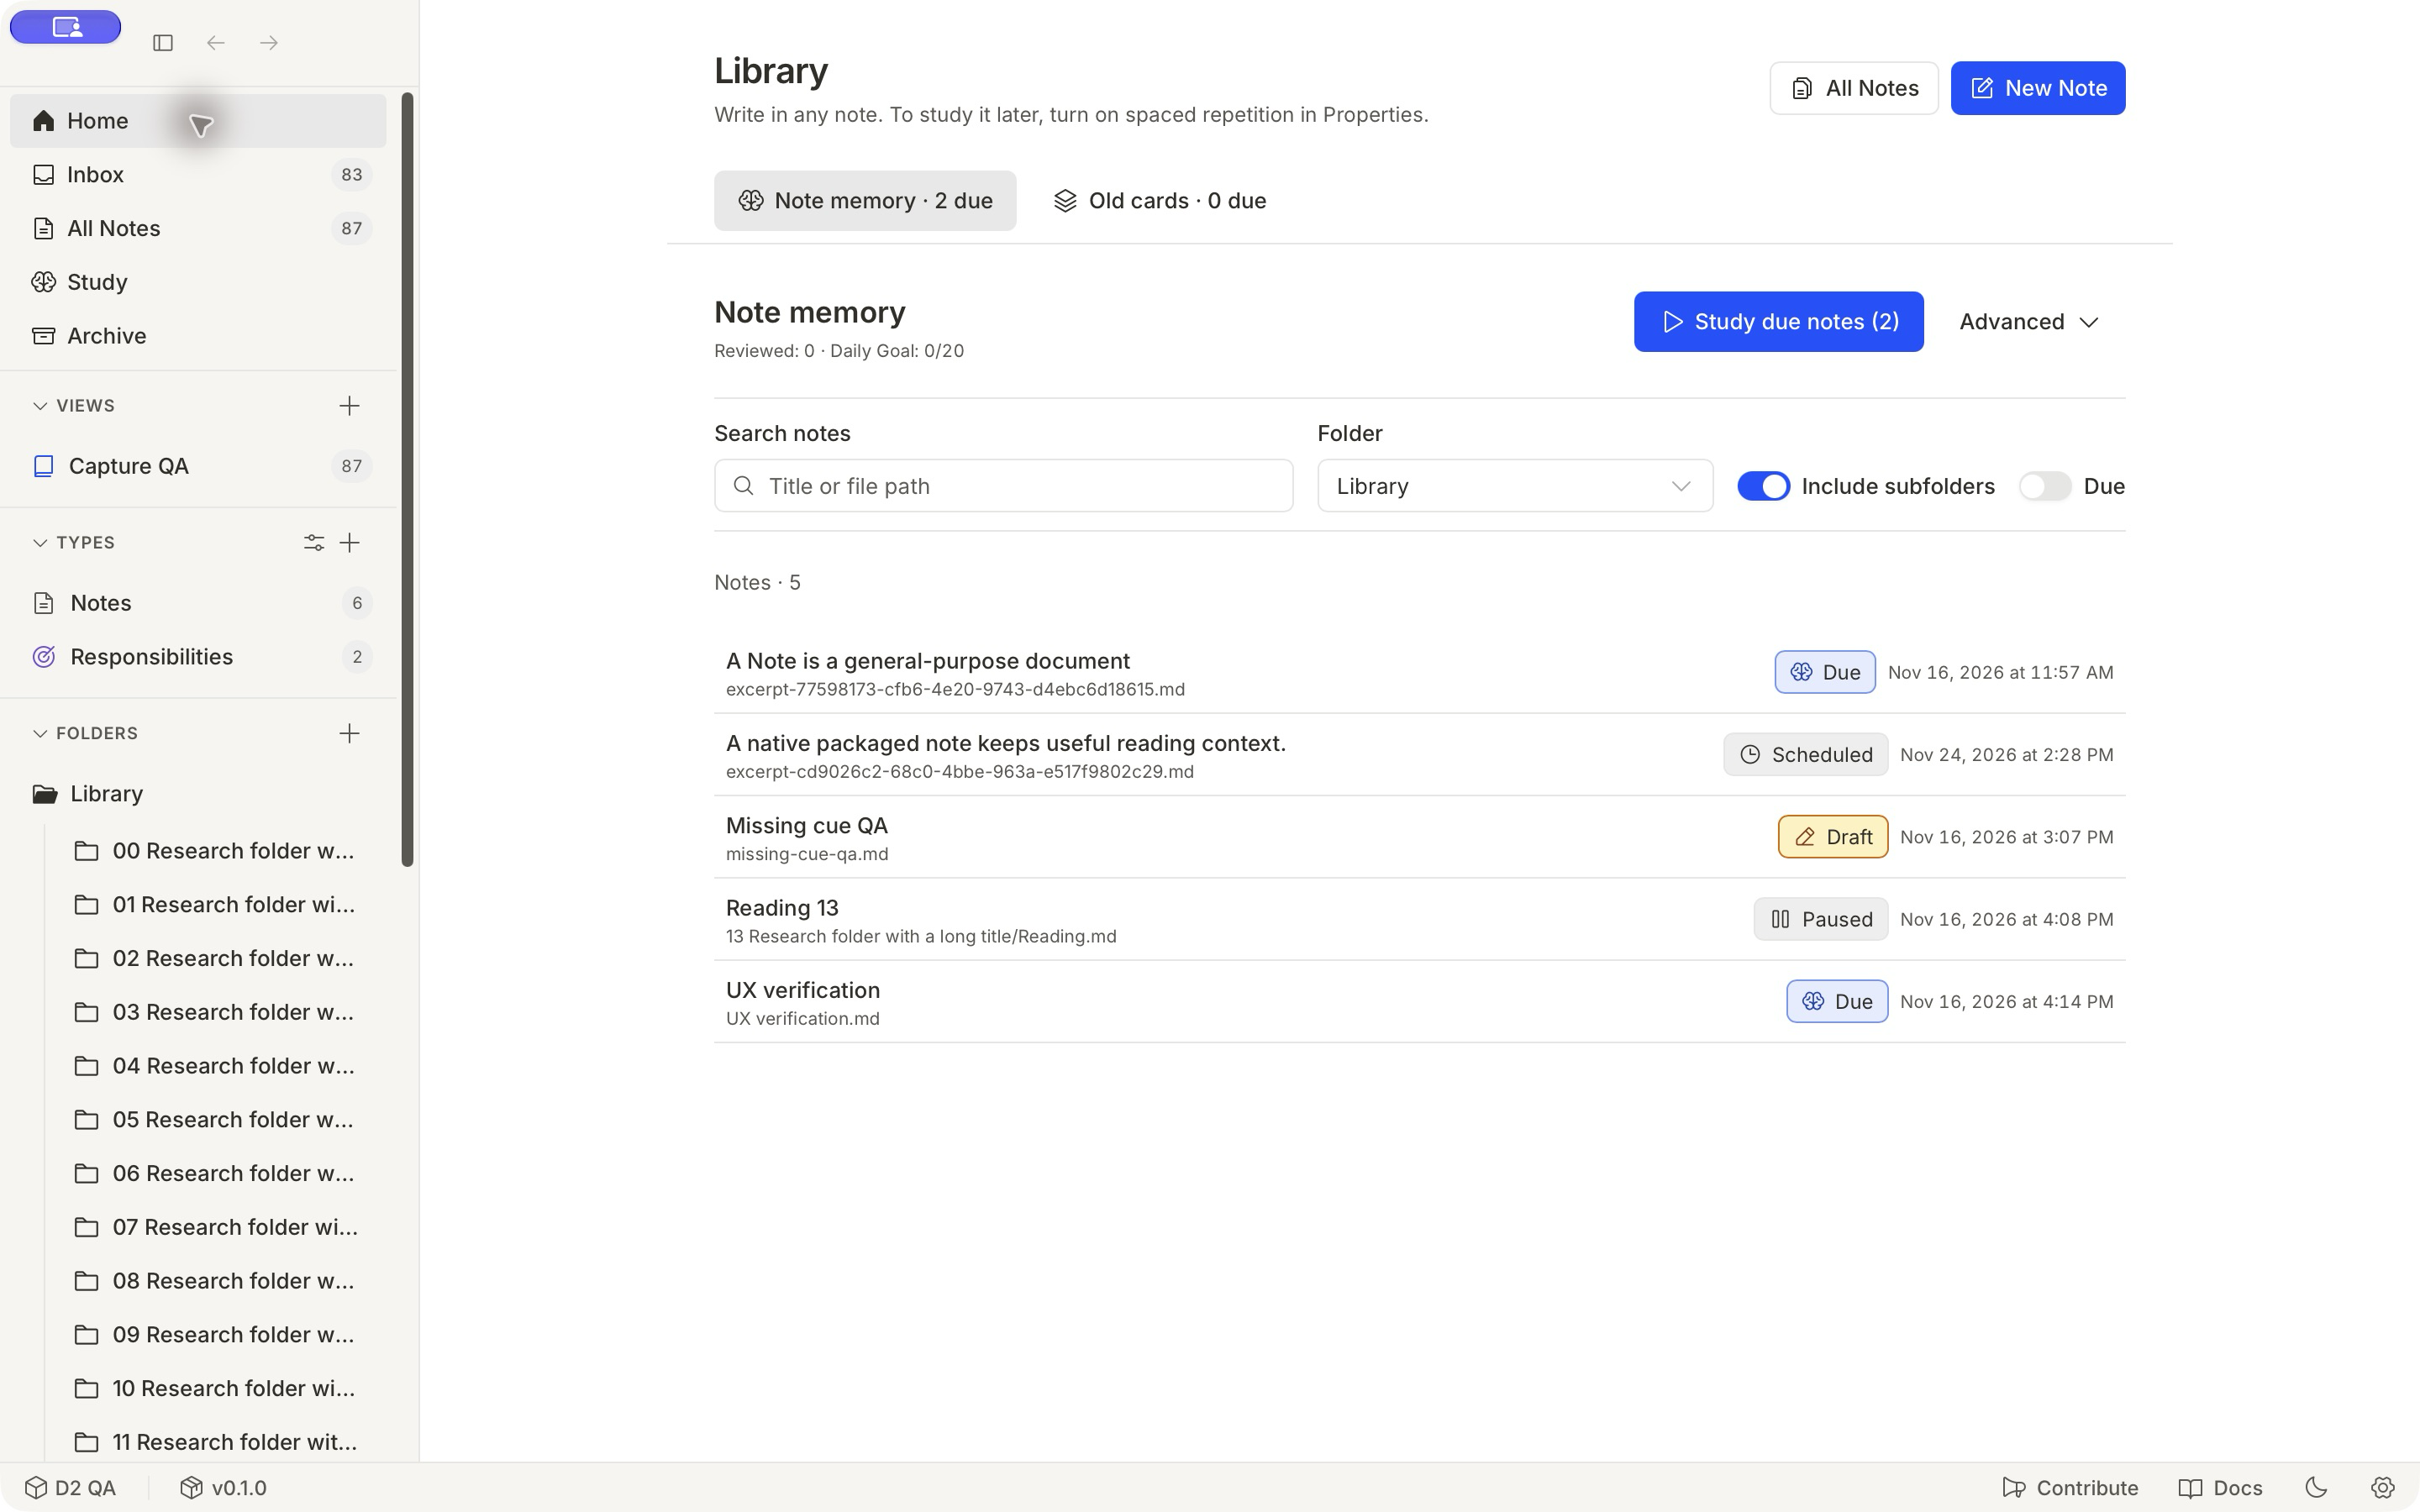 Home
Inbox 83
All Notes 87
Study
Archive
VIEWS
Capture QA 87
TYPES
Notes 6
Responsibilities 2
FOLDERS
Library
00 Research folder w...
01 Research folder wi...
02 Research folder w...
03 Research folder w...
04 Research folder w...
05 Research folder w...
06 Research folder w...
07 Research folder wi...
08 Research folder w...
09 Research folder w...
10 Research folder wi...
11 Research folder wit...
Library
Write in any note. To study it later, turn on spaced repetition in Properties.
All Notes New Note
Note memory · 2 due Old cards · 0 due
Note memory
Reviewed: 0 · Daily Goal: 0/20
Study due notes (2) Advanced
Search notes Folder
Title or file path Library Include subfolders Due
Notes · 5
A Note is a general-purpose document
excerpt-77598173-cfb6-4e20-9743-d4ebc6d18615.md
Due Nov 16, 2026 at 11:57 AM
A native packaged note keeps useful reading context.
excerpt-cd9026c2-68c0-4bbe-963a-e517f9802c29.md
Scheduled Nov 24, 2026 at 2:28 PM
Missing cue QA
missing-cue-qa.md
Draft Nov 16, 2026 at 3:07 PM
Reading 13
13 Research folder with a long title/Reading.md
Paused Nov 16, 2026 at 4:08 PM
UX verification
UX verification.md
Due Nov 16, 2026 at 4:14 PM
D2 QA v0.1.0 Contribute Docs